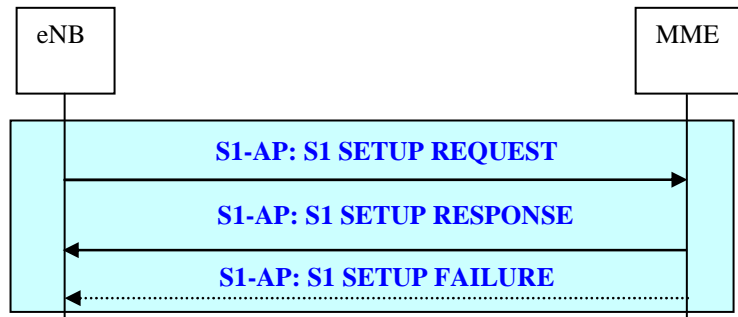 eNB
MME
S1-AP: S1 SETUP REQUEST
S1-AP: S1 SETUP RESPONSE
S1-AP: S1 SETUP FAILURE